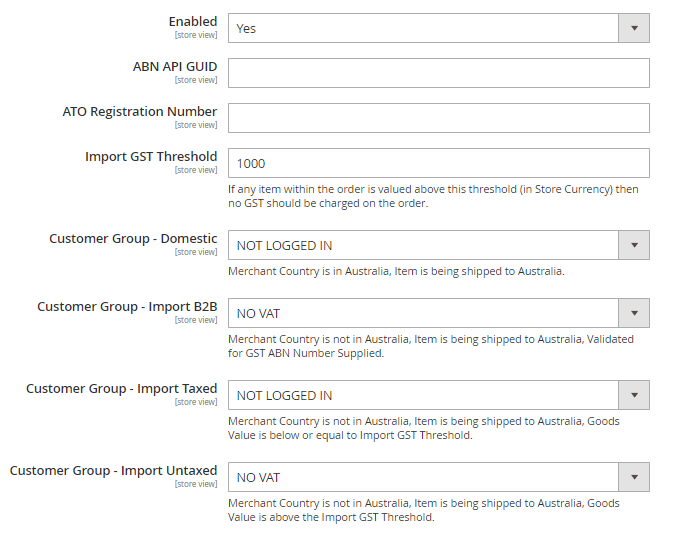 Enabled
[store view]
Yes
ABN API GUID
[store view]
ATO Registration Number
[store view]
Import GST Threshold
[store view]
1000
If any item within the order is valued above this threshold (in Store Currency) then
no GST should be charged on the order.
Customer Group - Domestic
[store view]
NOT LOGGED IN
Merchant Country is in Australia, Item is being shipped to Australia.
Customer Group - Import B2B
[store view]
NO VAT
Merchant Country is not in Australia, Item is being shipped to Australia, Validated
for GST ABN Number Supplied.
Customer Group - Import Taxed
[store view]
NOT LOGGED IN
Merchant Country is not in Australia, Item is being shipped to Australia, Goods
Value is below or equal to Import GST Threshold.
Customer Group - Import Untaxed
[store view]
NO VAT
Merchant Country is not in Australia, Item is being shipped to Australia, Goods
Value is above the Import GST Threshold.